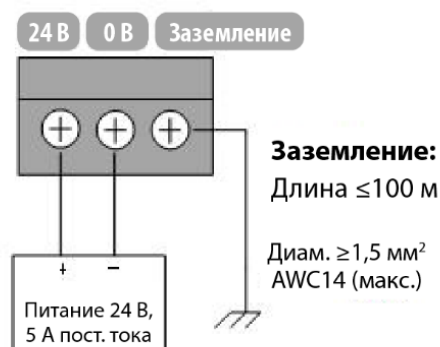 24 В 0 В Заземление
Заземление:
Длина ≤100 м
Диам. ≥1,5 мм²
AWC14 (макс.)
+ −
Питание 24 В,
5 А пост. тока